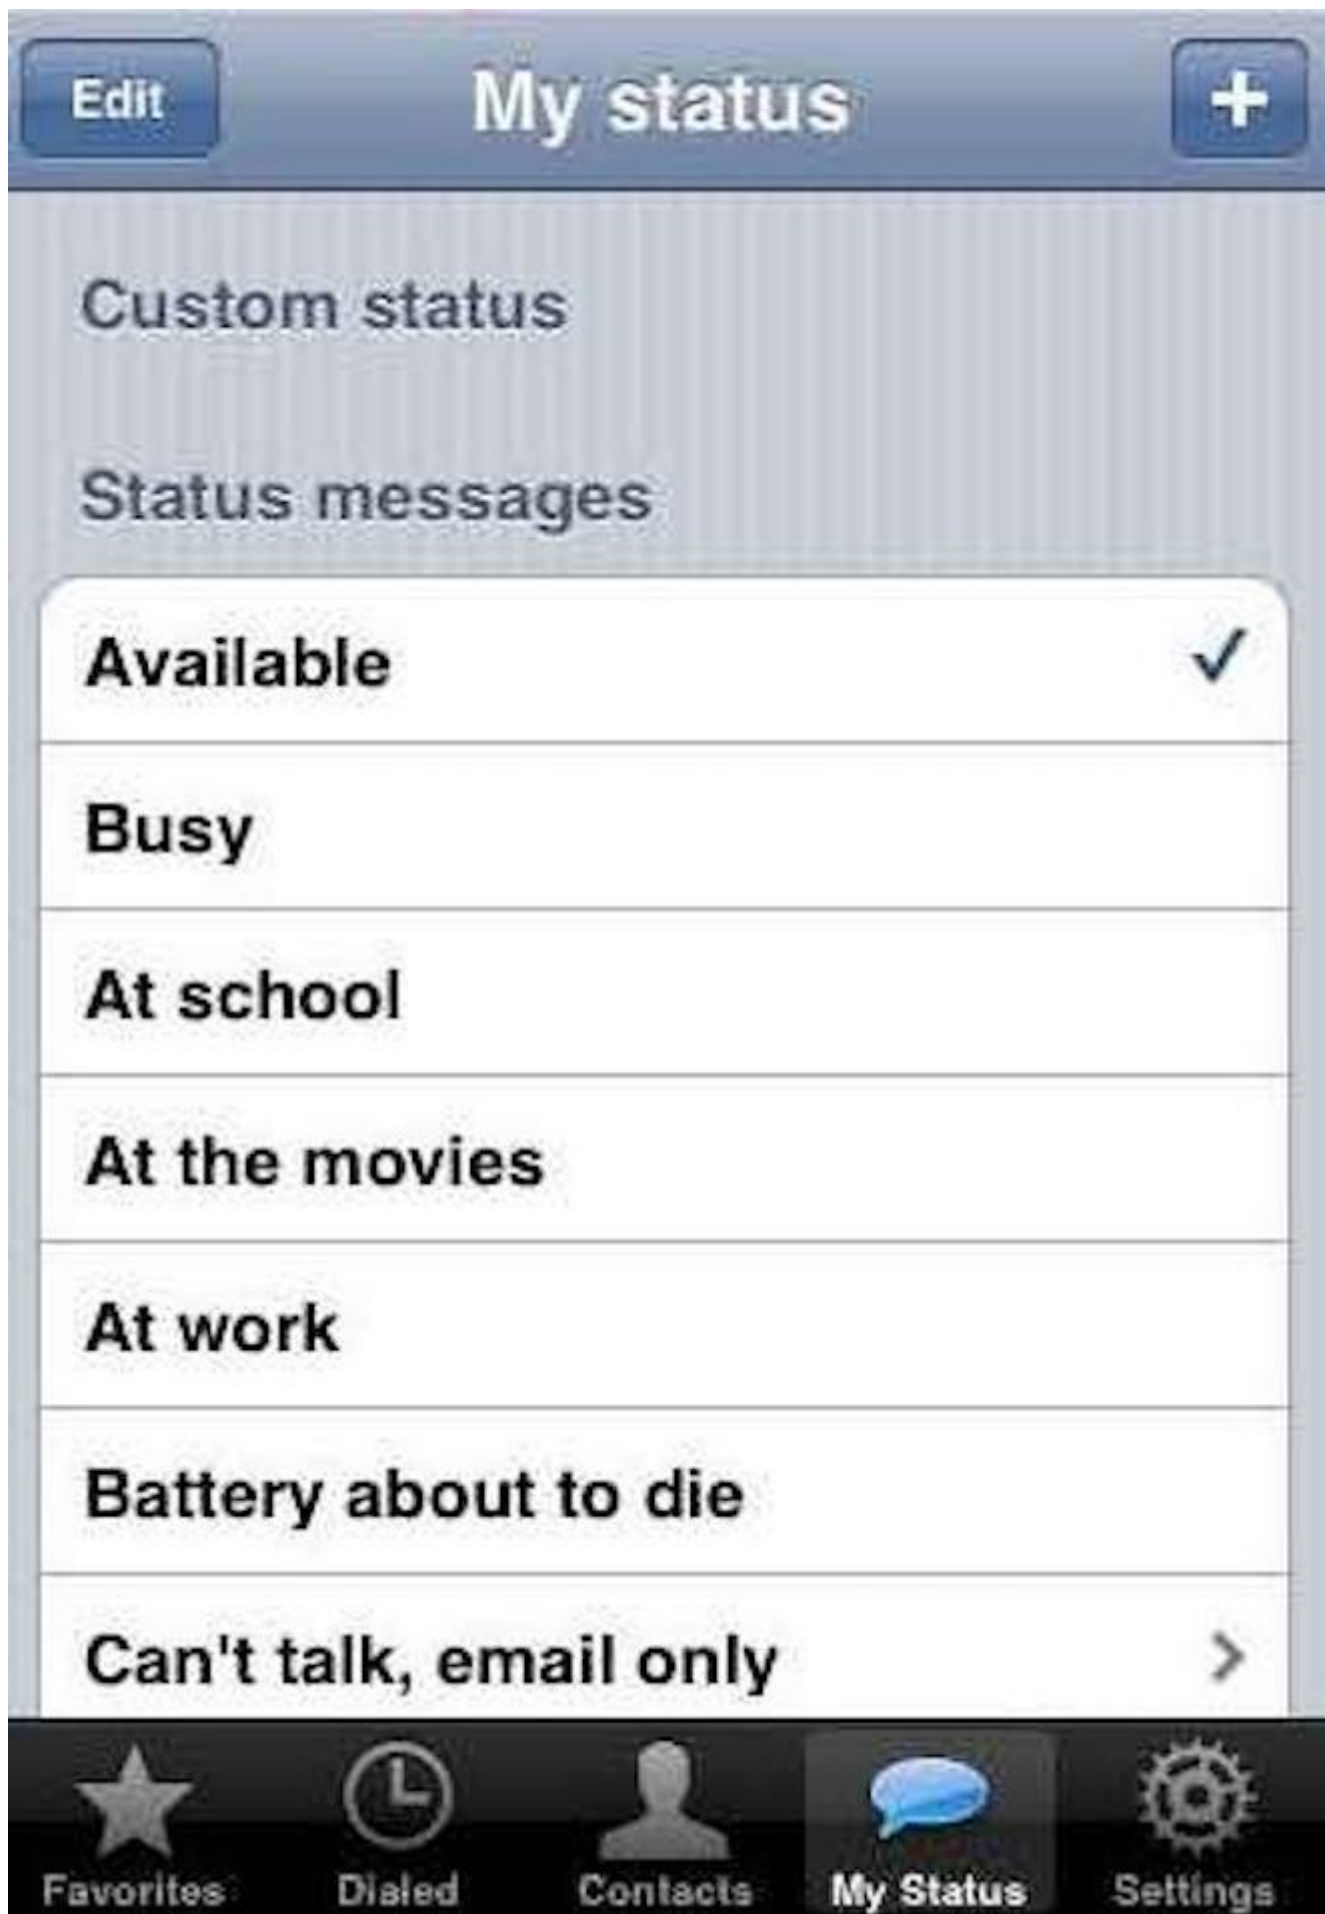 Edit
My status
+
Custom status
Status messages
Available
Busy
At school
At the movies
At work
Battery about to die
Can't talk, email only
Favorites
Dialed
Contacts
My Status
Settings